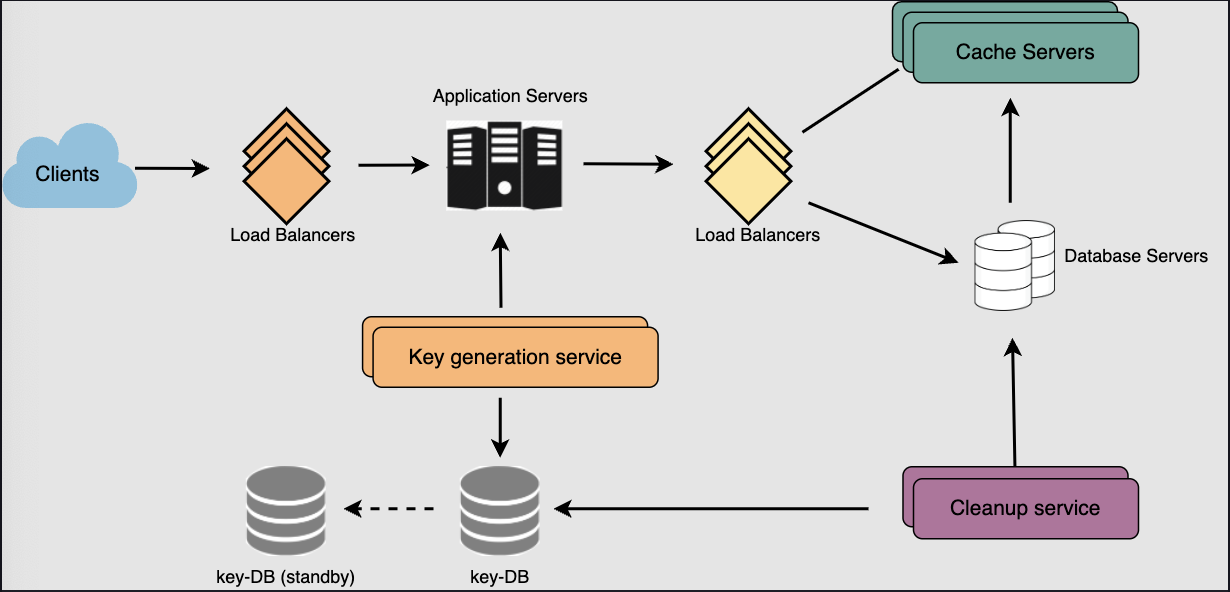 Cache Servers
Application Servers
Clients
Load Balancers
Load Balancers
Database Servers
Key generation service
Cleanup service
key-DB (standby)
key-DB